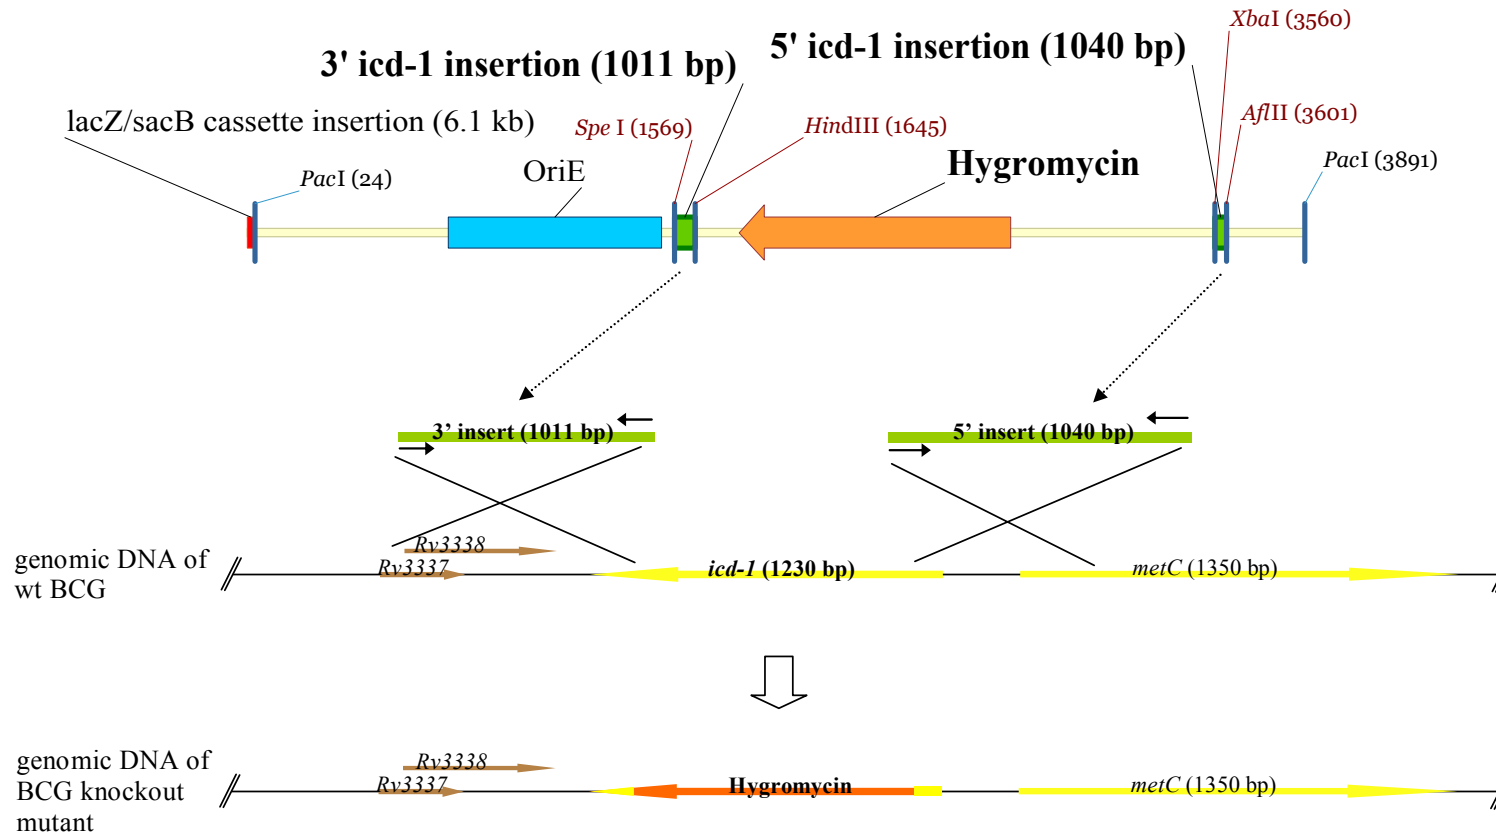 XbaI (3560)
5' icd-1 insertion (1040 bp)
3' icd-1 insertion (1011 bp)
lacZ/sacB cassette insertion (6.1 kb)
Spe I (1569)
HindIII (1645)
AflII (3601)
PacI (24)
OriE
Hygromycin
PacI (3891)
3’ insert (1011 bp)
5’ insert (1040 bp)
genomic DNA of
wt BCG
Rv3338
Rv3337
icd-1 (1230 bp)
metC (1350 bp)
genomic DNA of
BCG knockout
mutant
Rv3338
Rv3337
Hygromycin
metC (1350 bp)